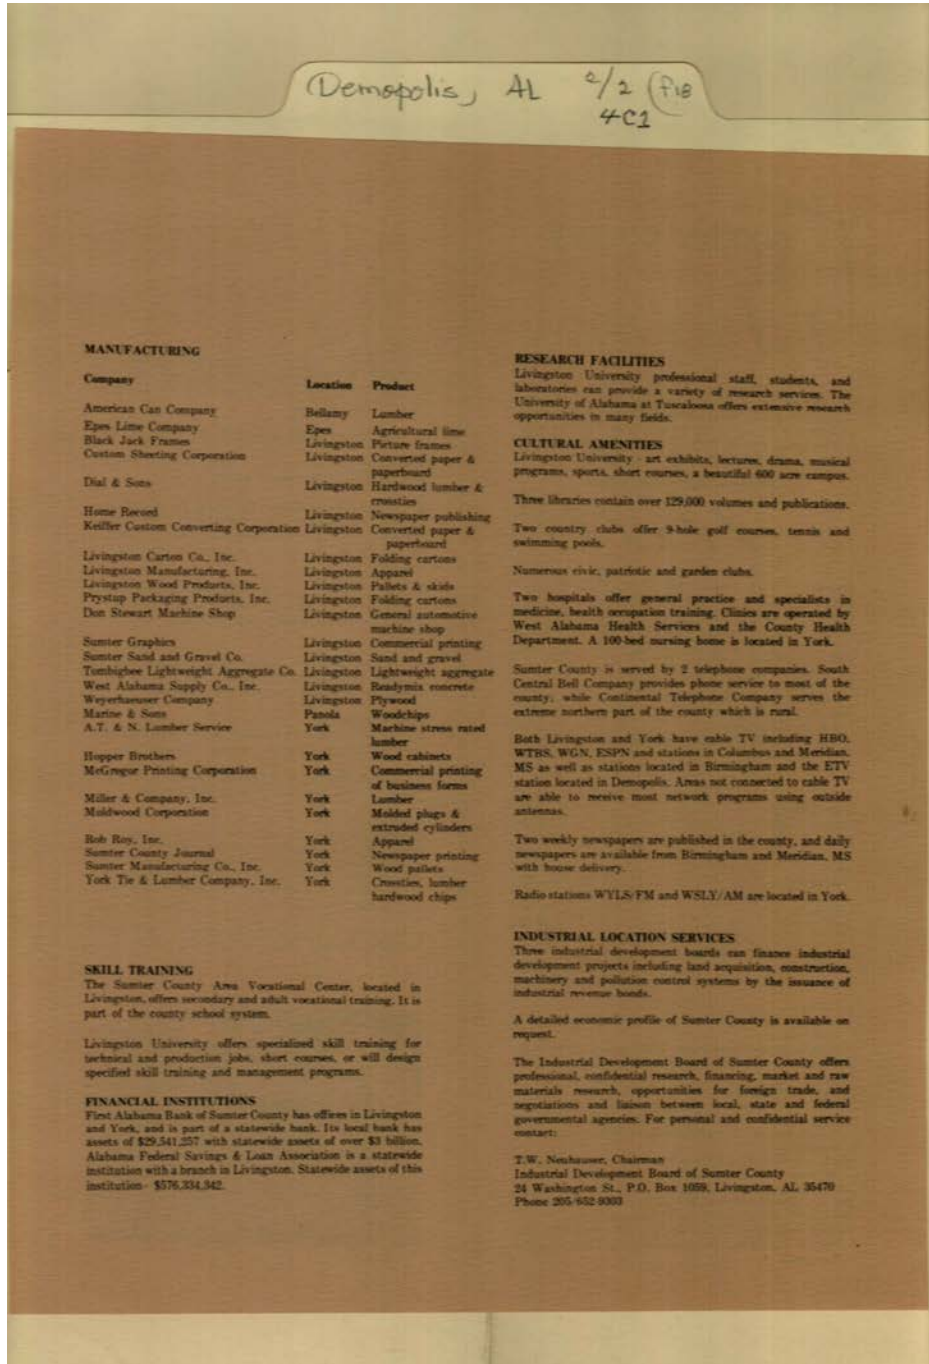 Demopolis, AL 2/2 (F18
4C1
MANUFACTURING
Company Location Product
American Can Company Bellamy Lumber
Epes Lime Company Epes Agricultural lime
Black Jack Frames Livingston Picture frames
Custom Sheeting Corporation Livingston Converted paper &
paperboard
Dial & Sons Livingston Hardwood lumber &
crossties
Home Record Livingston Newspaper publishing
Keiffer Custom Converting Corporation Livingston Converted paper &
paperboard
Livingston Carton Co., Inc. Livingston Folding cartons
Livingston Manufacturing, Inc. Livingston Apparel
Livingston Wood Products, Inc. Livingston Pallets & skids
Prystup Packaging Products, Inc. Livingston Folding cartons
Don Stewart Machine Shop Livingston General automotive
machine shop
Sumter Graphics Livingston Commercial printing
Sumter Sand and Gravel Co. Livingston Sand and gravel
Tombigbee Lightweight Aggregate Co. Livingston Lightweight aggregate
West Alabama Supply Co., Inc. Livingston Readymix concrete
Weyerhaeuser Company Livingston Plywood
Marine & Sons Panola Woodchips
A.T. & N. Lumber Service York Machine stress rated
lumber
Hopper Brothers York Wood cabinets
McGregor Printing Corporation York Commercial printing
of business forms
Miller & Company, Inc. York Lumber
Moldwood Corporation York Molded plugs &
extruded cylinders
Rob Roy, Inc. York Apparel
Sumter County Journal York Newspaper printing
Sumter Manufacturing Co., Inc. York Wood pallets
York Tie & Lumber Company, Inc. York Crossties, lumber
hardwood chips
SKILL TRAINING
The Sumter County Area Vocational Center, located in
Livingston, offers secondary and adult vocational training. It is
part of the county school system.
Livingston University offers specialized skill training for
technical and production jobs, short courses, or will design
specified skill training and management programs.
FINANCIAL INSTITUTIONS
First Alabama Bank of Sumter County has offices in Livingston
and York, and is part of a statewide bank. Its local bank has
assets of $29,541,257 with statewide assets of over $3 billion.
Alabama Federal Savings & Loan Association is a statewide
institution with a branch in Livingston. Statewide assets of this
institution - $576,334,342.
RESEARCH FACILITIES
Livingston University professional staff, students, and
laboratories can provide a variety of research services. The
University of Alabama at Tuscaloosa offers extensive research
opportunities in many fields.
CULTURAL AMENITIES
Livingston University - art exhibits, lectures, drama, musical
programs, sports, short courses, a beautiful 600 acre campus.
Three libraries contain over 129,000 volumes and publications.
Two country clubs offer 9-hole golf courses, tennis and
swimming pools.
Numerous civic, patriotic and garden clubs.
Two hospitals offer general practice and specialists in
medicine, health occupation training. Clinics are operated by
West Alabama Health Services and the County Health
Department. A 100-bed nursing home is located in York.
Sumter County is served by 2 telephone companies. South
Central Bell Company provides phone service to most of the
county, while Continental Telephone Company serves the
extreme northern part of the county which is rural.
Both Livingston and York have cable TV including HBO,
WTBS, WGN, ESPN and stations in Columbus and Meridian,
MS as well as stations located in Birmingham and the ETV
station located in Demopolis. Areas not connected to cable TV
are able to receive most network programs using outside
antennas.
Two weekly newspapers are published in the county, and daily
newspapers are available from Birmingham and Meridian, MS
with house delivery.
Radio stations WYLS/FM and WSLY/AM are located in York.
INDUSTRIAL LOCATION SERVICES
Three industrial development boards can finance industrial
development projects including land acquisition, construction,
machinery and pollution control systems by the issuance of
industrial revenue bonds.
A detailed economic profile of Sumter County is available on
request.
The Industrial Development Board of Sumter County offers
professional, confidential research, financing, market and raw
materials research, opportunities for foreign trade, and
negotiations and liaison between local, state and federal
governmental agencies. For personal and confidential service
contact:
T.W. Neuhauser, Chairman
Industrial Development Board of Sumter County
24 Washington St., P.O. Box 1059, Livingston, AL 35470
Phone 205/652-9303